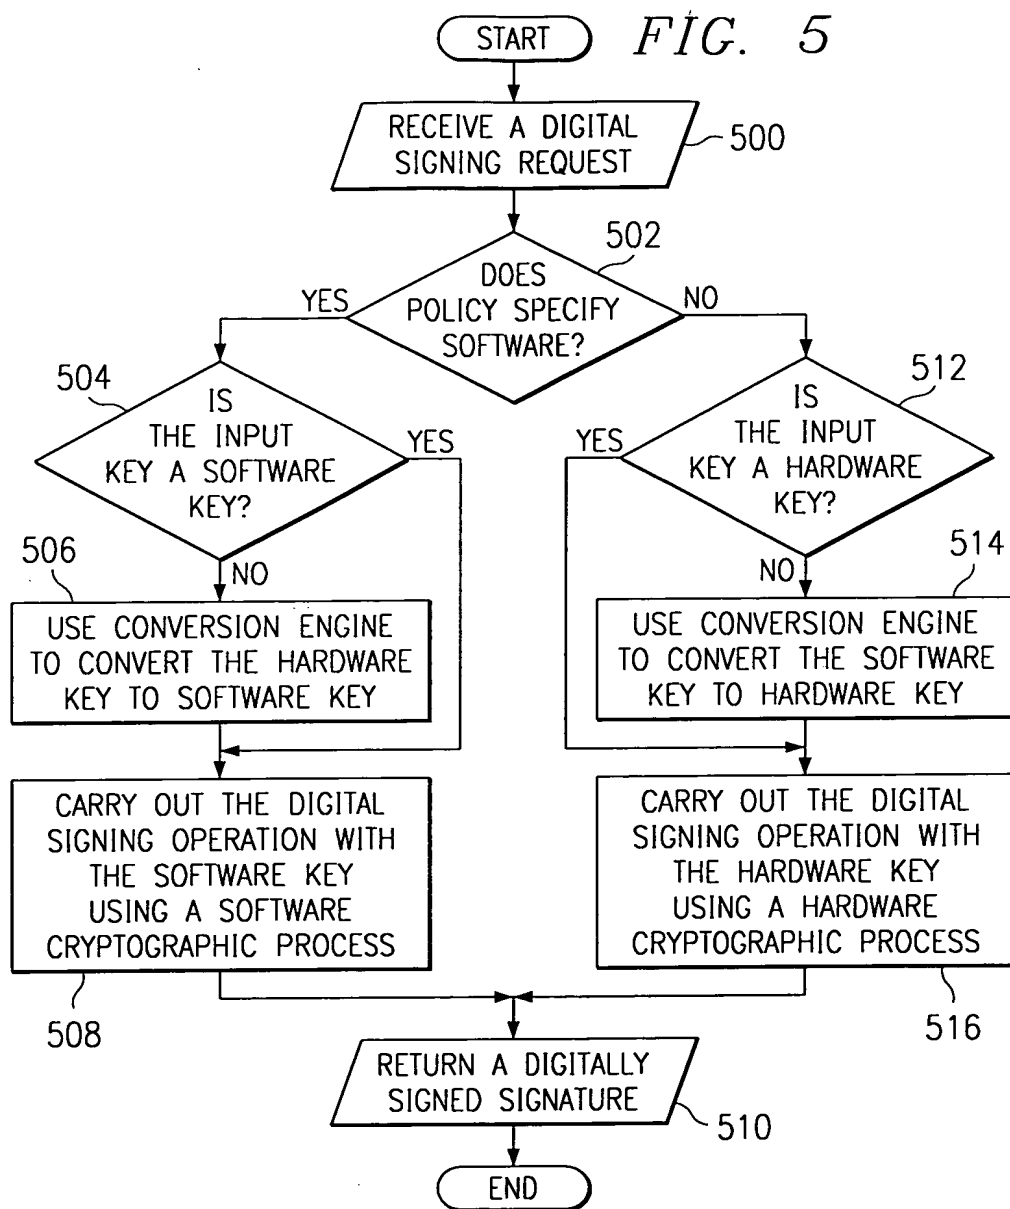 START
FIG. 5
RECEIVE A DIGITAL
SIGNING REQUEST
500
502
DOES
POLICY SPECIFY
SOFTWARE?
YES
NO
504
IS
THE INPUT
KEY A SOFTWARE
KEY?
YES
NO
512
IS
THE INPUT
KEY A HARDWARE
KEY?
YES
NO
506
USE CONVERSION ENGINE
TO CONVERT THE HARDWARE
KEY TO SOFTWARE KEY
514
USE CONVERSION ENGINE
TO CONVERT THE SOFTWARE
KEY TO HARDWARE KEY
CARRY OUT THE DIGITAL
SIGNING OPERATION WITH
THE SOFTWARE KEY
USING A SOFTWARE
CRYPTOGRAPHIC PROCESS
508
CARRY OUT THE DIGITAL
SIGNING OPERATION WITH
THE HARDWARE KEY
USING A HARDWARE
CRYPTOGRAPHIC PROCESS
516
RETURN A DIGITALLY
SIGNED SIGNATURE
510
END